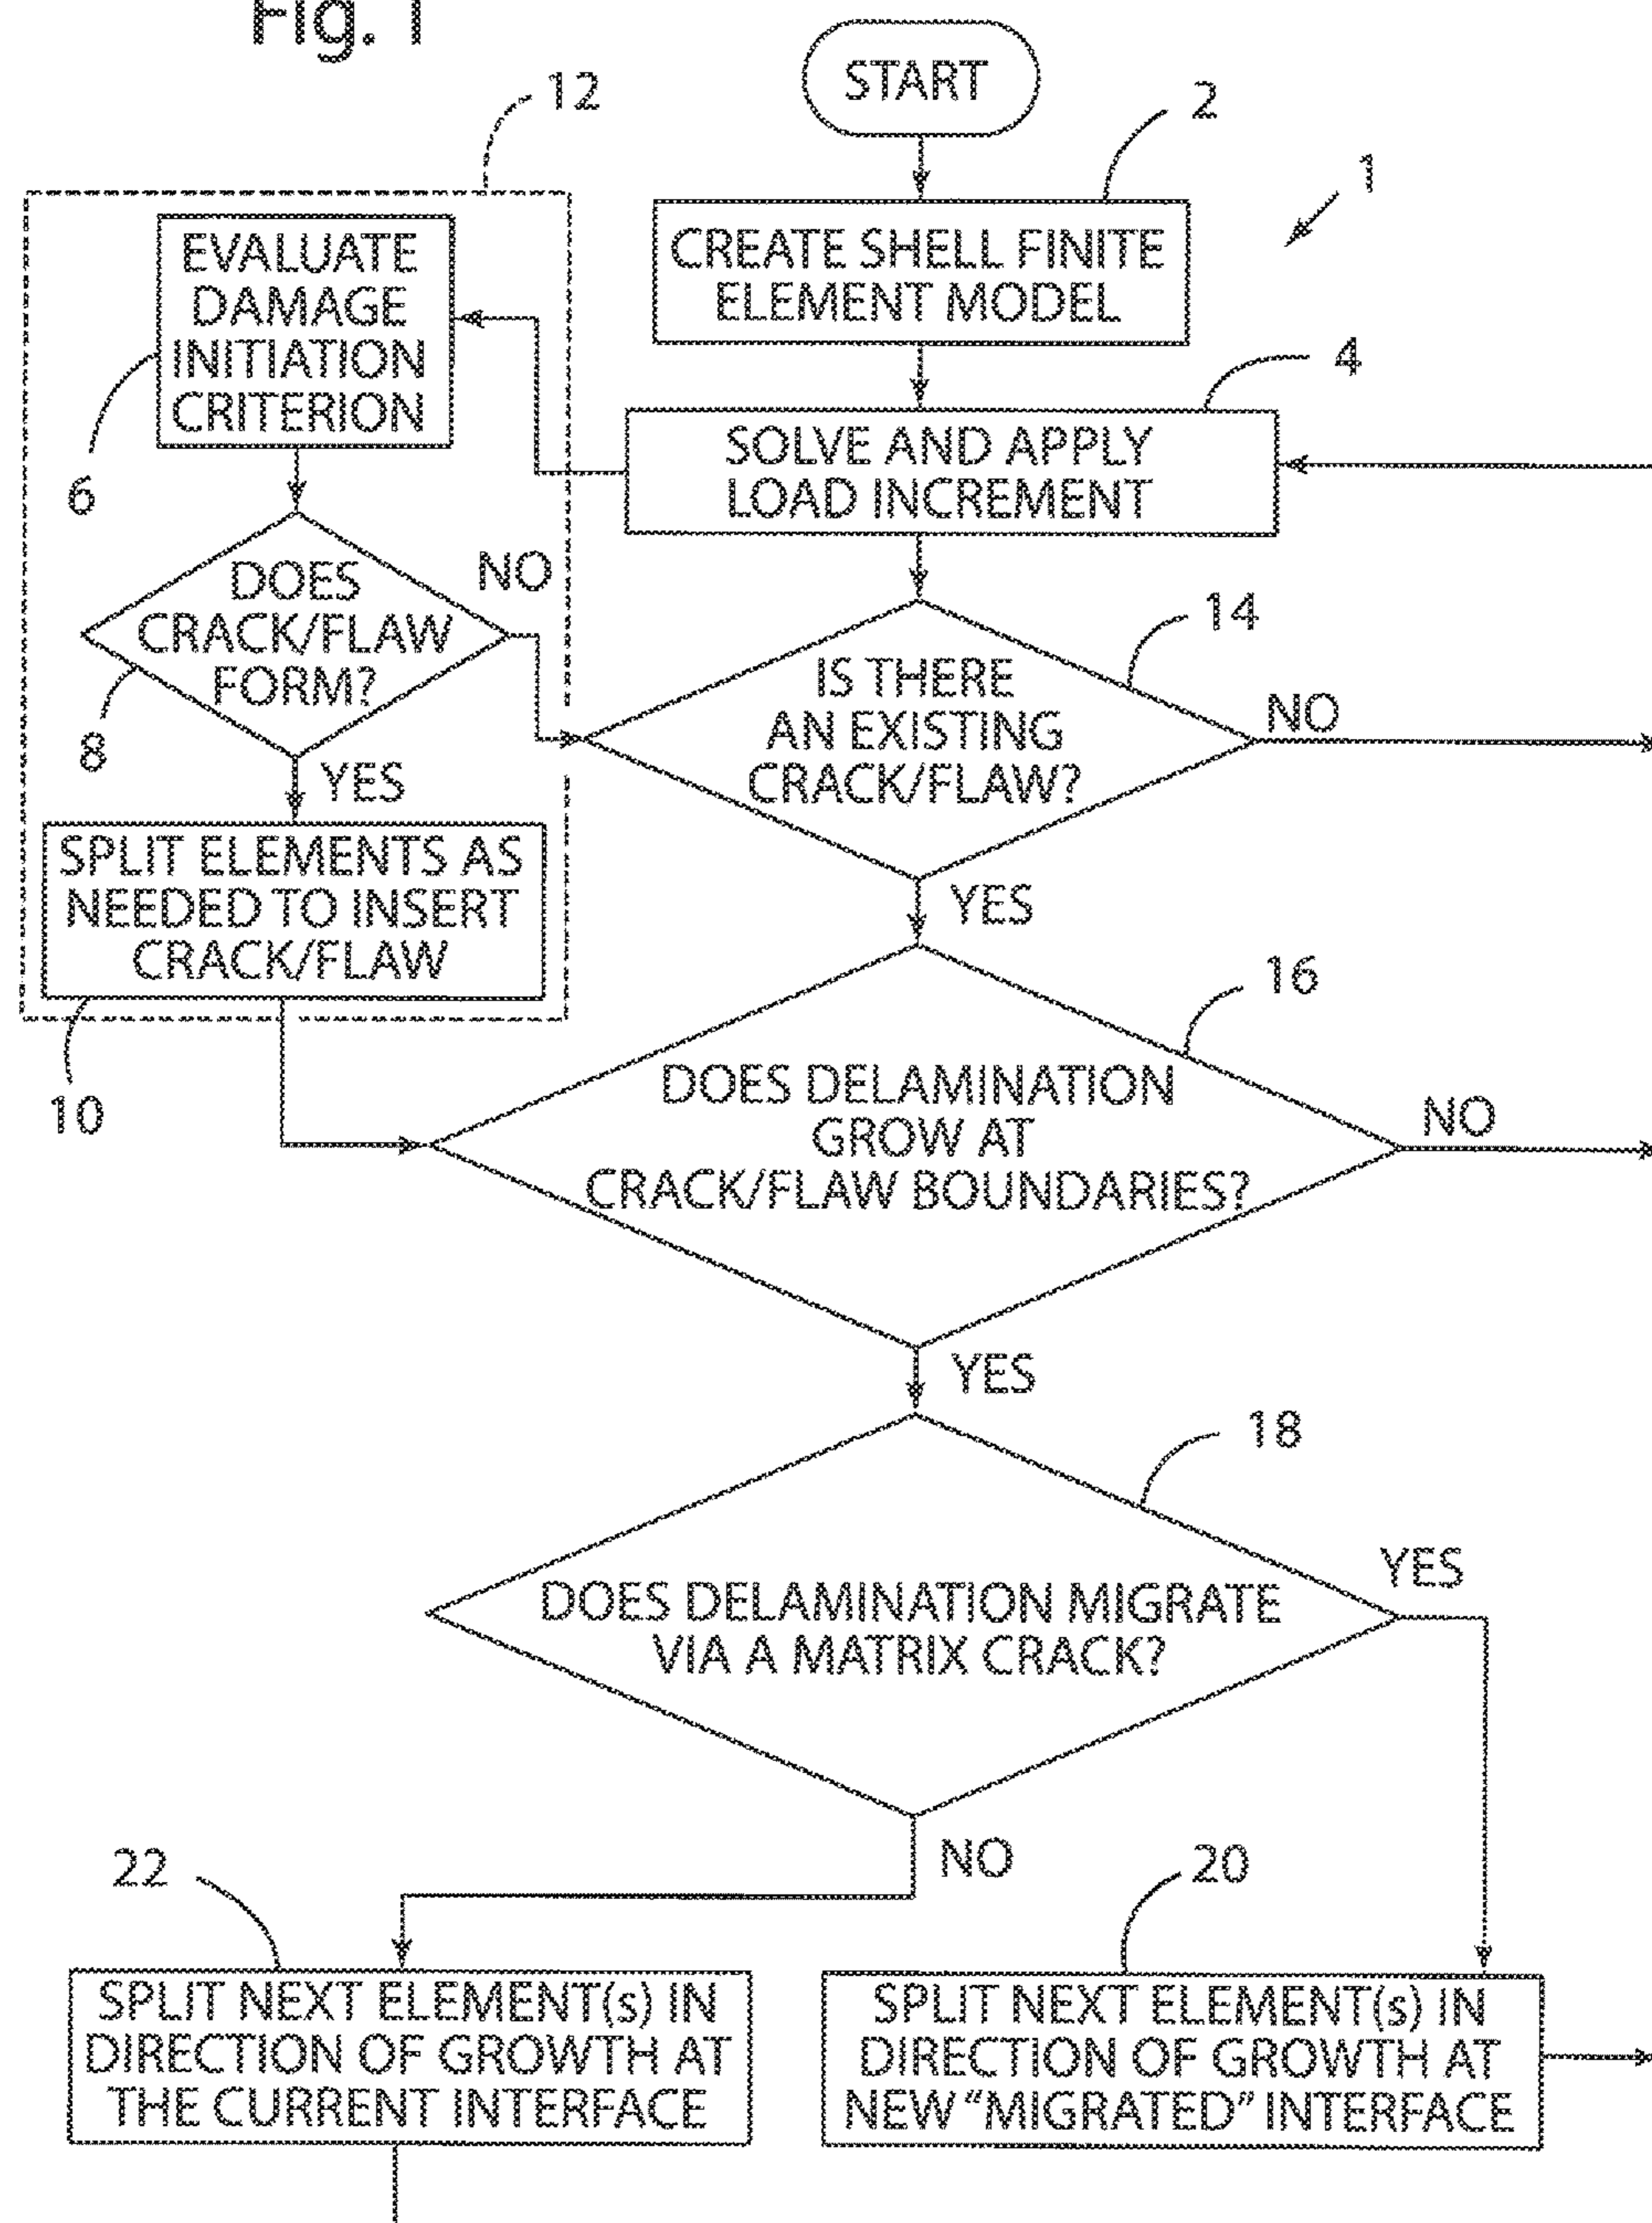 Fig. 1
START
12
2
1
CREATE SHELL FINITE
ELEMENT MODEL
EVALUATE
DAMAGE
INITIATION
CRITERION
6
4
SOLVE AND APPLY
LOAD INCREMENT
DOES
CRACK/FLAW
FORM?
NO
8
YES
14
IS THERE
AN EXISTING
CRACK/FLAW?
NO
YES
SPLIT ELEMENTS AS
NEEDED TO INSERT
CRACK/FLAW
10
16
DOES DELAMINATION
GROW AT
CRACK/FLAW BOUNDARIES?
NO
YES
18
DOES DELAMINATION MIGRATE
VIA A MATRIX CRACK?
YES
NO
22
20
SPLIT NEXT ELEMENT(s) IN
DIRECTION OF GROWTH AT
THE CURRENT INTERFACE
SPLIT NEXT ELEMENT(s) IN
DIRECTION OF GROWTH AT
NEW “MIGRATED” INTERFACE